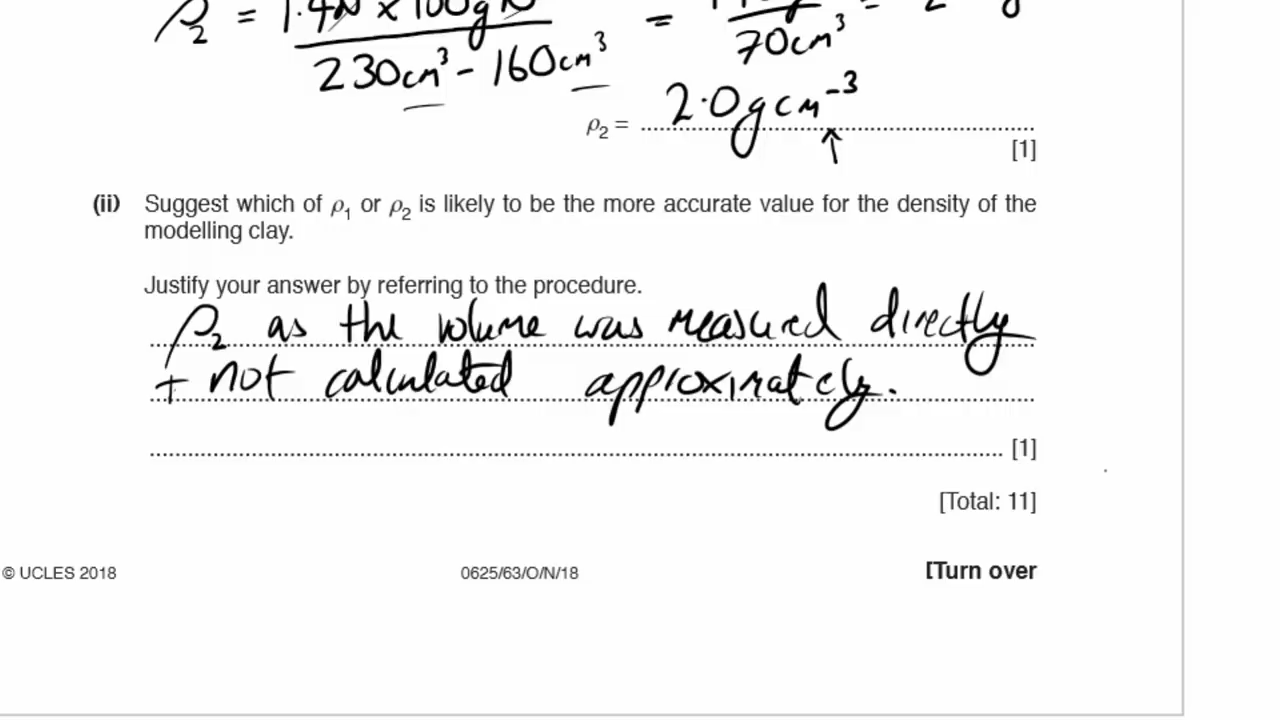 ρ₂ = 1.4N × 100g
230cm³ - 160cm³ = 70cm³
ρ₂ = 2.0gcm⁻³
[1]
(ii) Suggest which of ρ₁ or ρ₂ is likely to be the more accurate value for the density of the
modelling clay.
Justify your answer by referring to the procedure.
ρ₂ as the volume was measured directly
+ not calculated approximately.
[1]
[Total: 11]
© UCLES 2018 0625/63/O/N/18 [Turn over